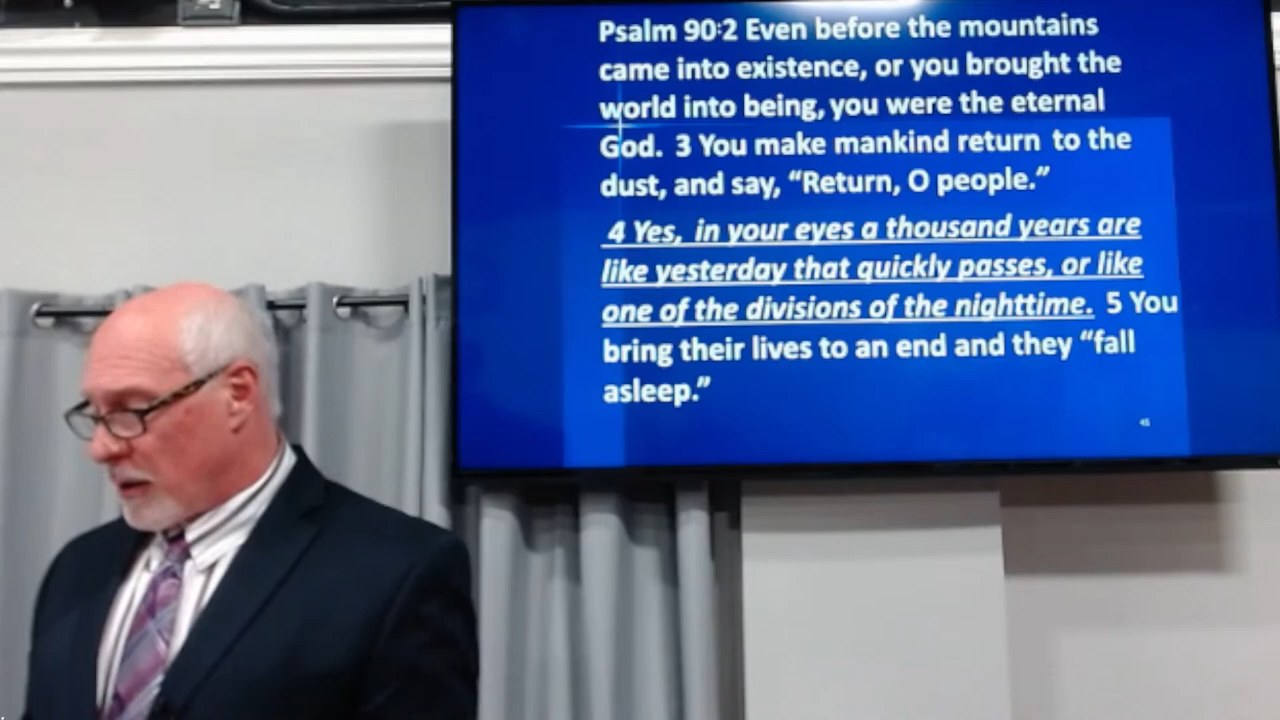 Psalm 90:2 Even before the mountains
came into existence, or you brought the
world into being, you were the eternal
God. 3 You make mankind return to the
dust, and say, “Return, O people.”
4 Yes, in your eyes a thousand years are
like yesterday that quickly passes, or like
one of the divisions of the nighttime. 5 You
bring their lives to an end and they “fall
asleep.”
45